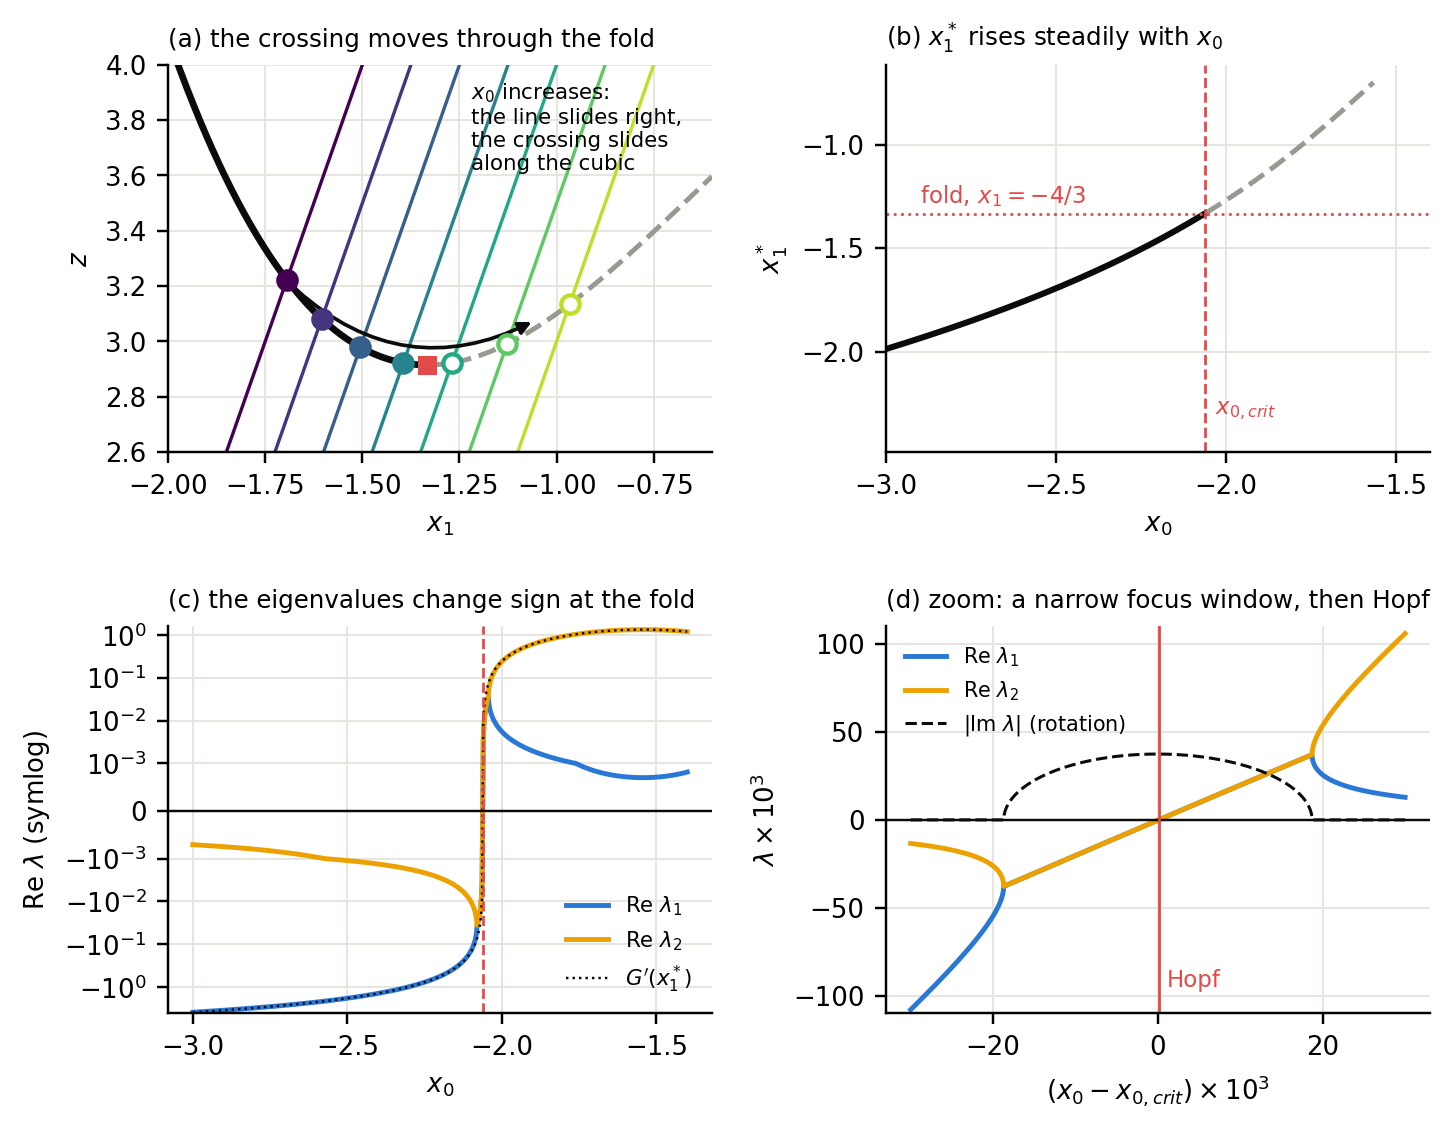 (a) the crossing moves through the fold
4.0
3.8
3.6
3.4
3.2
3.0
2.8
2.6
z
x₀ increases:
the line slides right,
the crossing slides
along the cubic
−2.00 −1.75 −1.50 −1.25 −1.00 −0.75
x₁
(b) x₁* rises steadily with x₀
−1.0
−1.5
−2.0
x₁*
fold, x₁ = −4/3
x₀,crit
−3.0 −2.5 −2.0 −1.5
x₀
(c) the eigenvalues change sign at the fold
10⁰
10⁻¹
10⁻²
10⁻³
0
−10⁻³
−10⁻²
−10⁻¹
−10⁰
Re λ (symlog)
Re λ₁
Re λ₂
G′(x₁*)
−3.0 −2.5 −2.0 −1.5
x₀
(d) zoom: a narrow focus window, then Hopf
100
50
0
−50
−100
λ × 10³
Re λ₁
Re λ₂
|Im λ| (rotation)
Hopf
−20 0 20
(x₀ − x₀,crit) × 10³